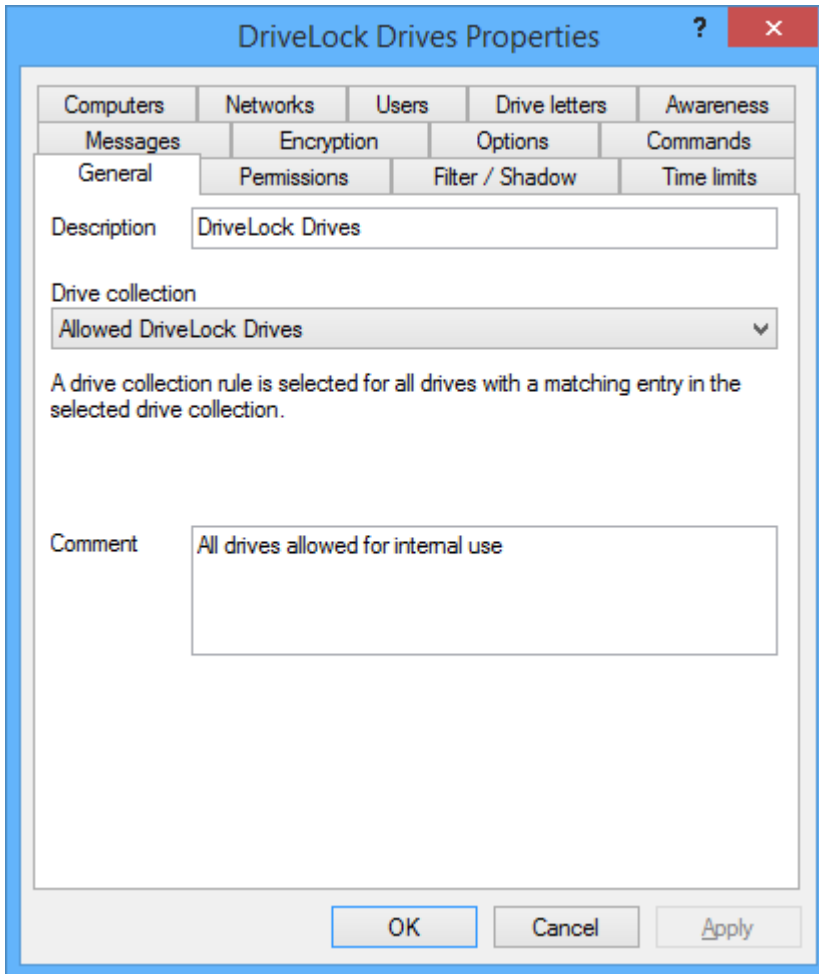 DriveLock Drives Properties ? ×
Computers Networks Users Drive letters Awareness
Messages Encryption Options Commands
General Permissions Filter / Shadow Time limits
Description DriveLock Drives
Drive collection
Allowed DriveLock Drives
A drive collection rule is selected for all drives with a matching entry in the
selected drive collection.
Comment All drives allowed for internal use
OK Cancel Apply